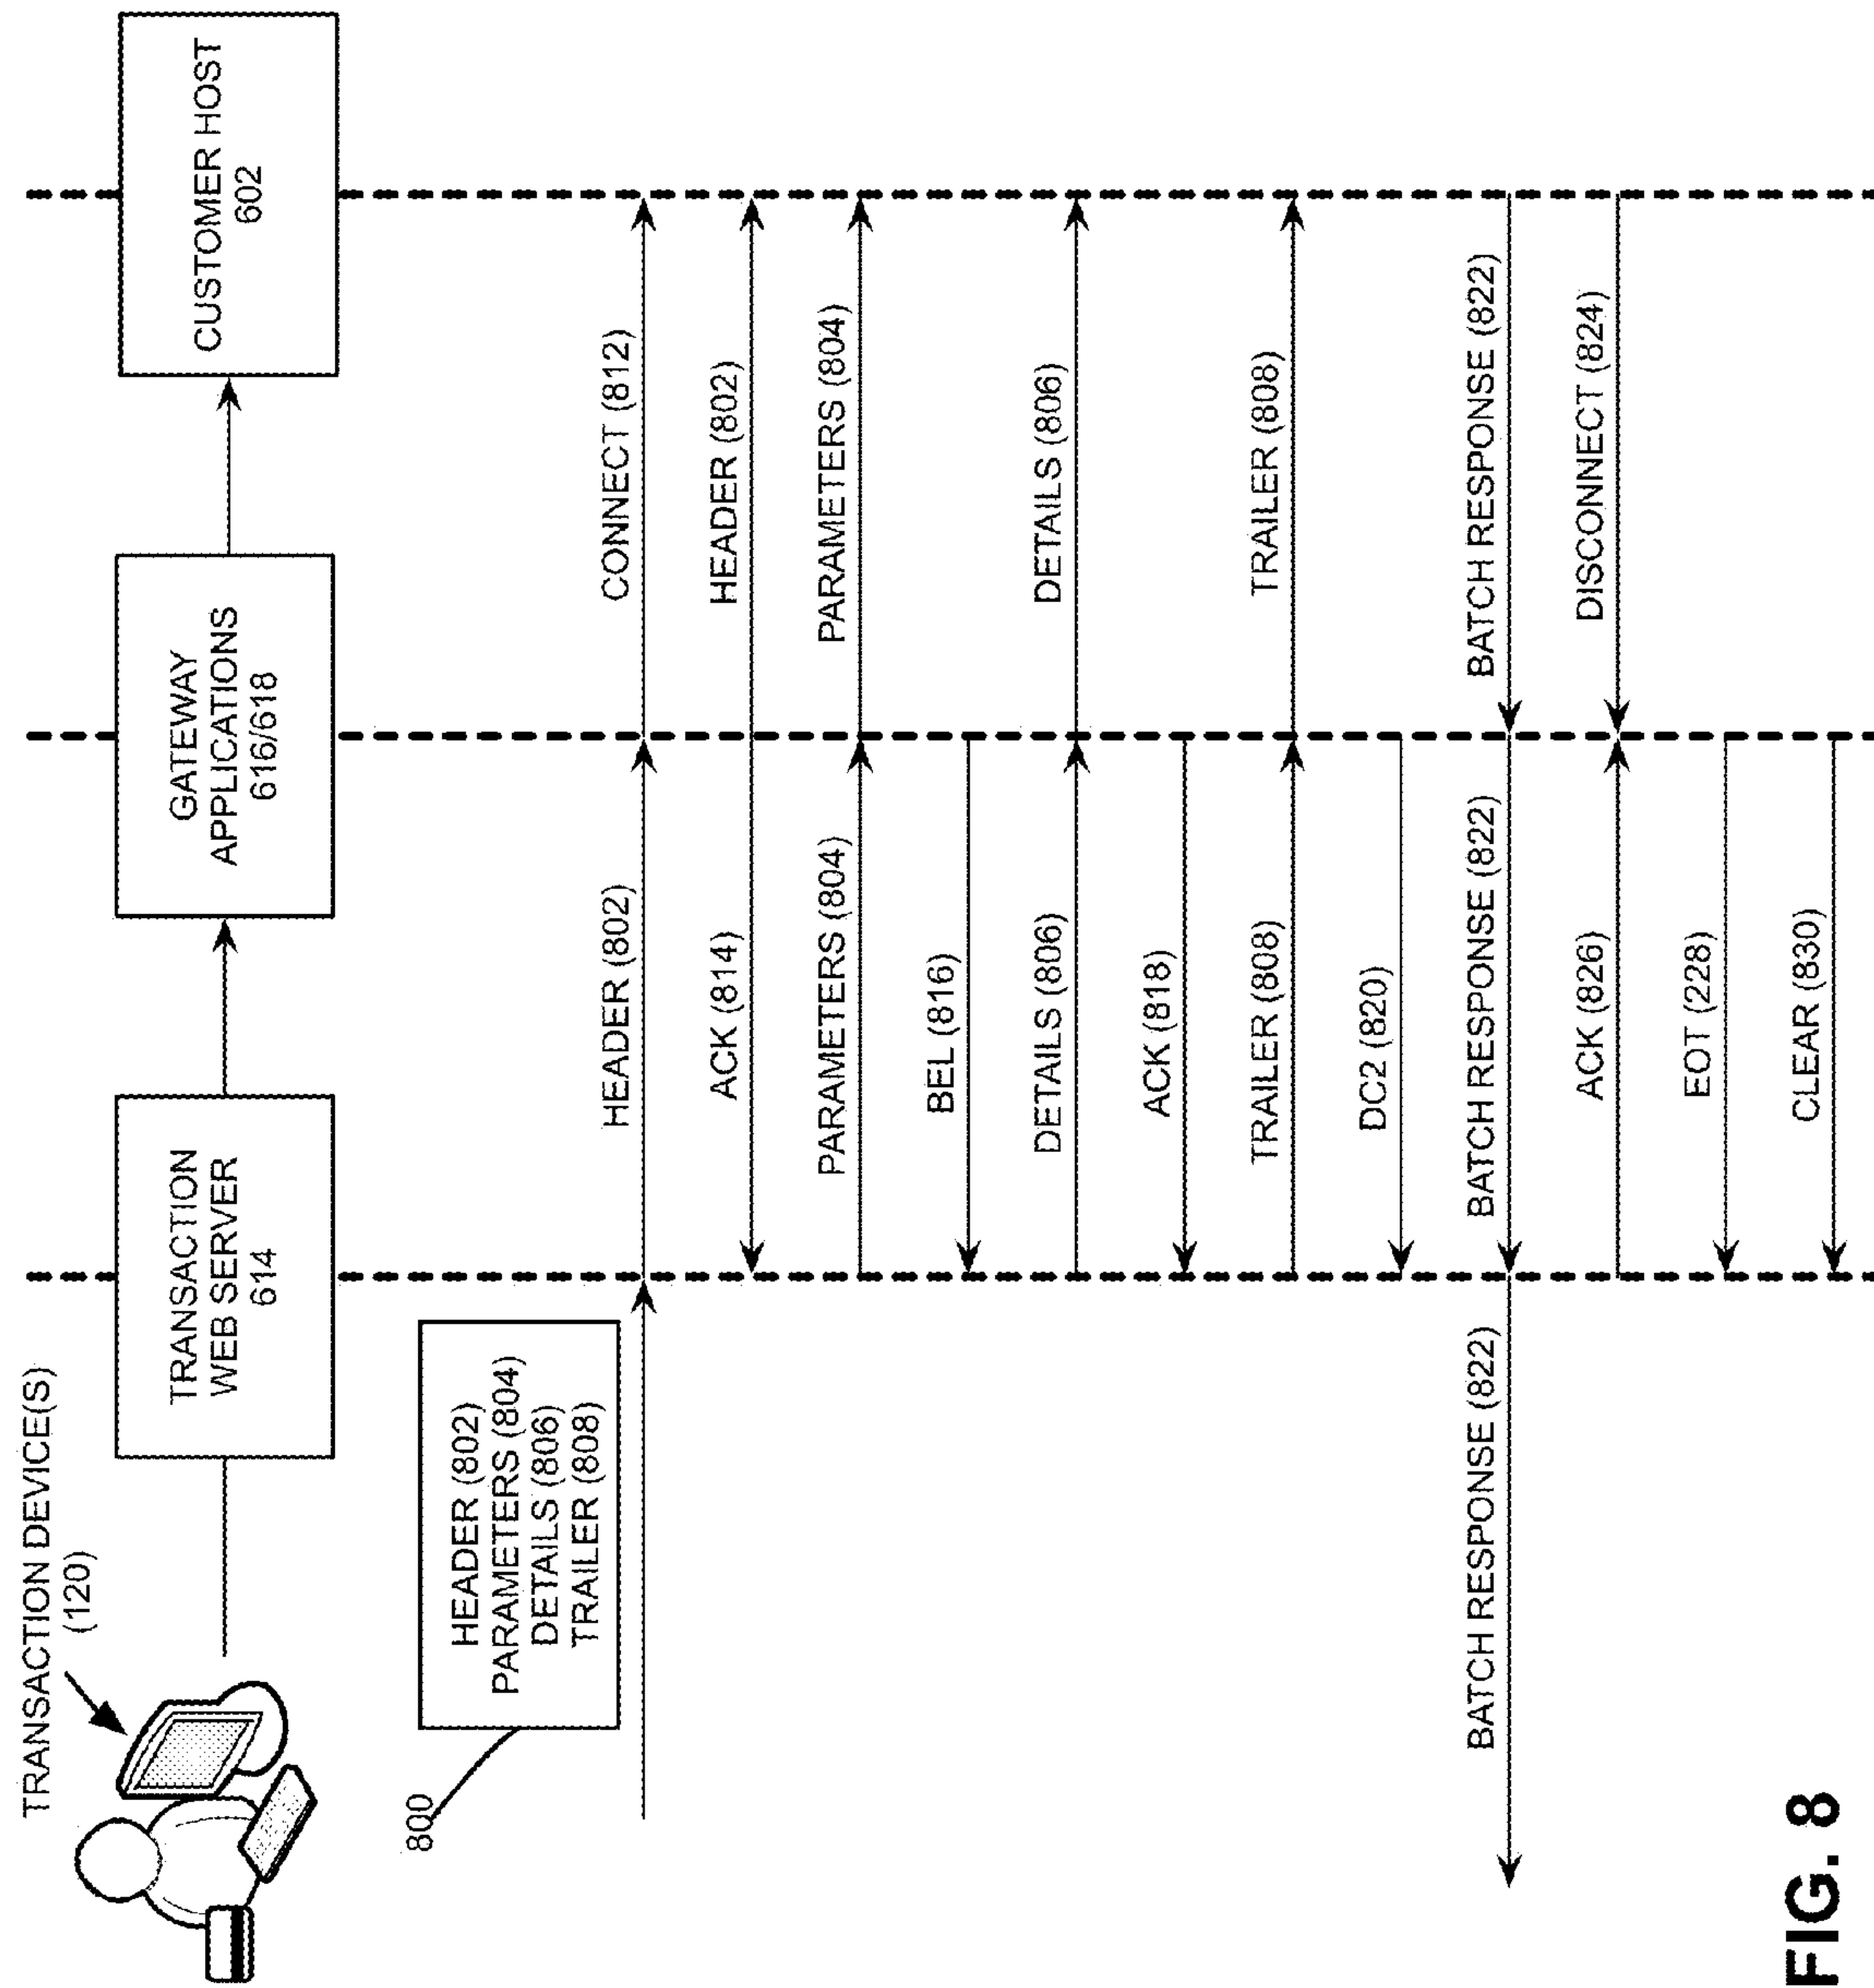 TRANSACTION DEVICE(S)
(120)
TRANSACTION
WEB SERVER
614
GATEWAY
APPLICATIONS
616/618
CUSTOMER HOST
602
800
HEADER (802)
PARAMETERS (804)
DETAILS (806)
TRAILER (808)
HEADER (802)
CONNECT (812)
ACK (814)
HEADER (802)
PARAMETERS (804)
PARAMETERS (804)
BEL (816)
DETAILS (806)
DETAILS (806)
ACK (818)
TRAILER (808)
TRAILER (808)
DC2 (820)
BATCH RESPONSE (822)
BATCH RESPONSE (822)
BATCH RESPONSE (822)
ACK (826)
DISCONNECT (824)
EOT (228)
CLEAR (830)
FIG. 8